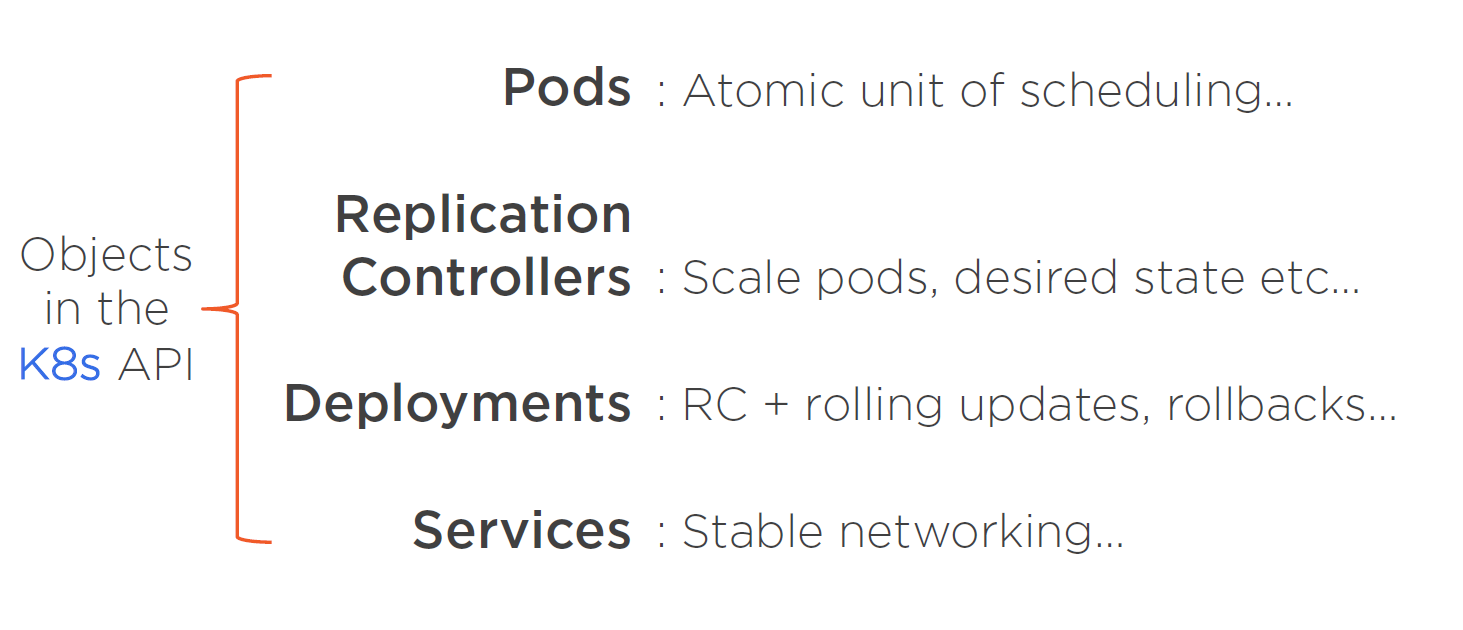 Objects
in the
K8s API
Pods : Atomic unit of scheduling...
Replication
Controllers : Scale pods, desired state etc...
Deployments : RC + rolling updates, rollbacks...
Services : Stable networking...